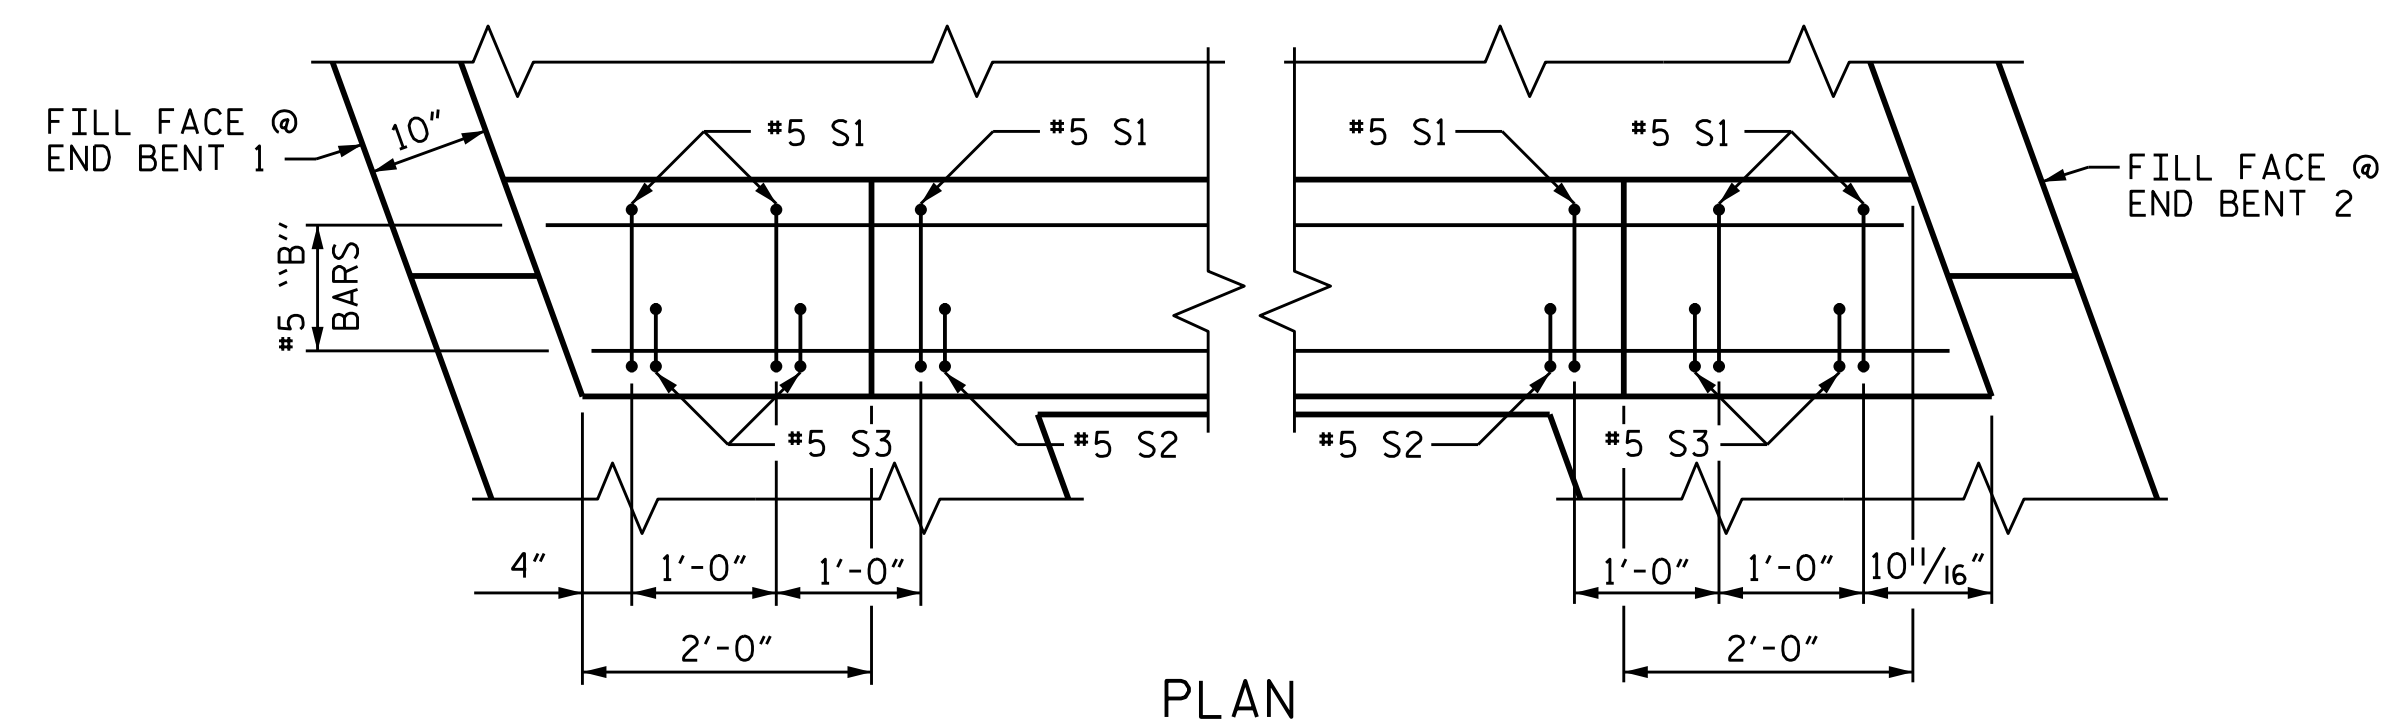 FILL FACE @
END BENT 1
10"
#5 S1
#5 S1
#5 S1
#5 S1
FILL FACE @
END BENT 2
#5 "B"
BARS
#5 S3
#5 S2
#5 S2
#5 S3
4"
1'-0"
1'-0"
1'-0"
1'-0"
10 11/16"
2'-0"
2'-0"
PLAN